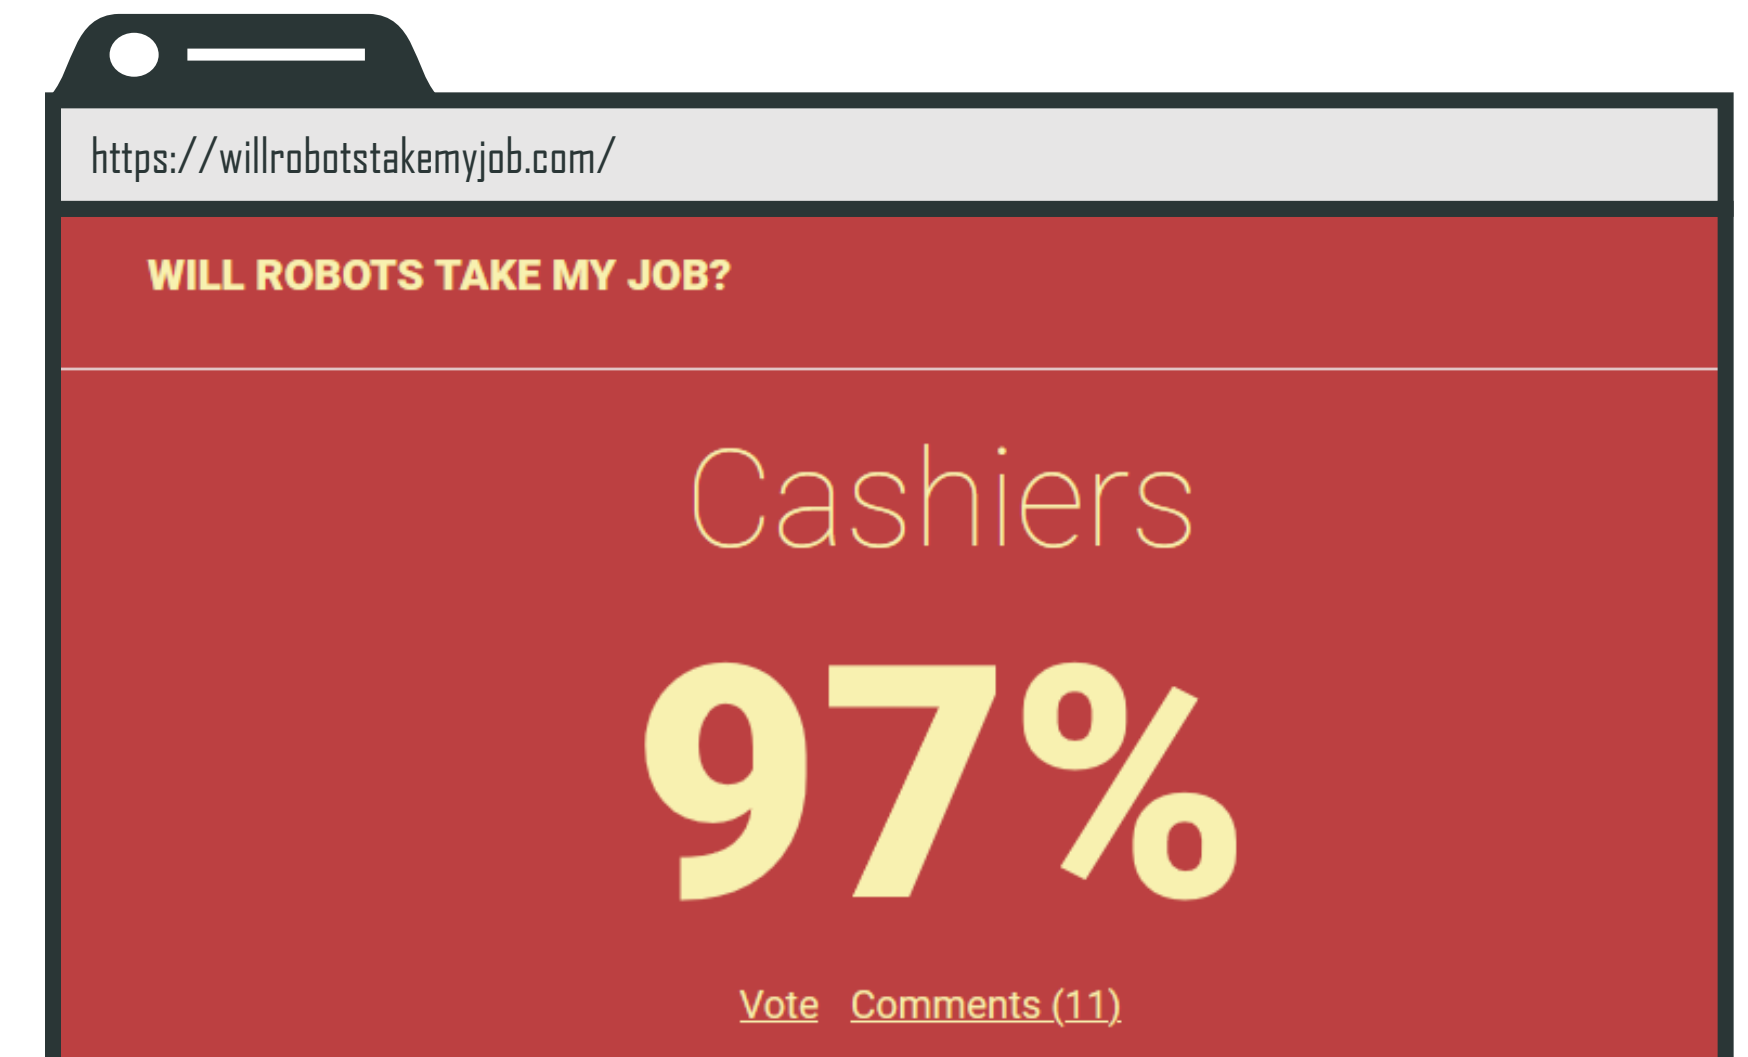 https://willrobotstakemyjob.com/
WILL ROBOTS TAKE MY JOB?
Cashiers
97%
Vote Comments (11)